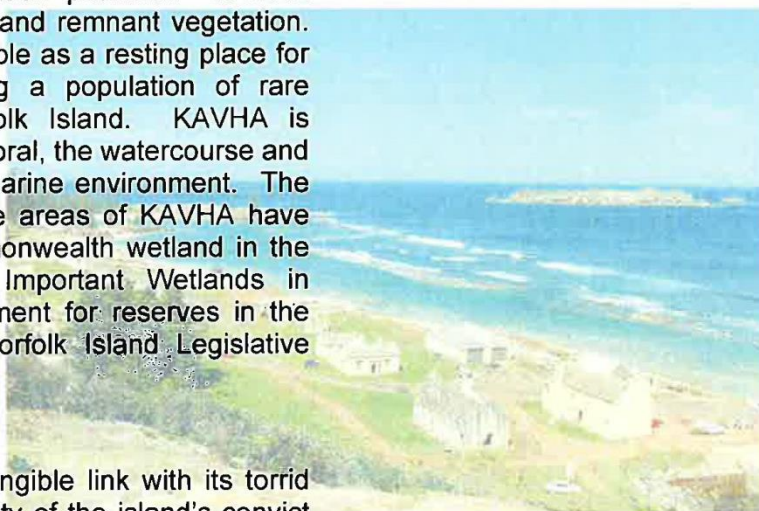 and remnant vegetation.
ble as a resting place for
g a population of rare
olk Island. KAVHA is
oral, the watercourse and
arine environment. The
e areas of KAVHA have
onwealth wetland in the
Important Wetlands in
ment for reserves in the
orfolk Island Legislative
ngible link with its torrid
ty of the island's convict